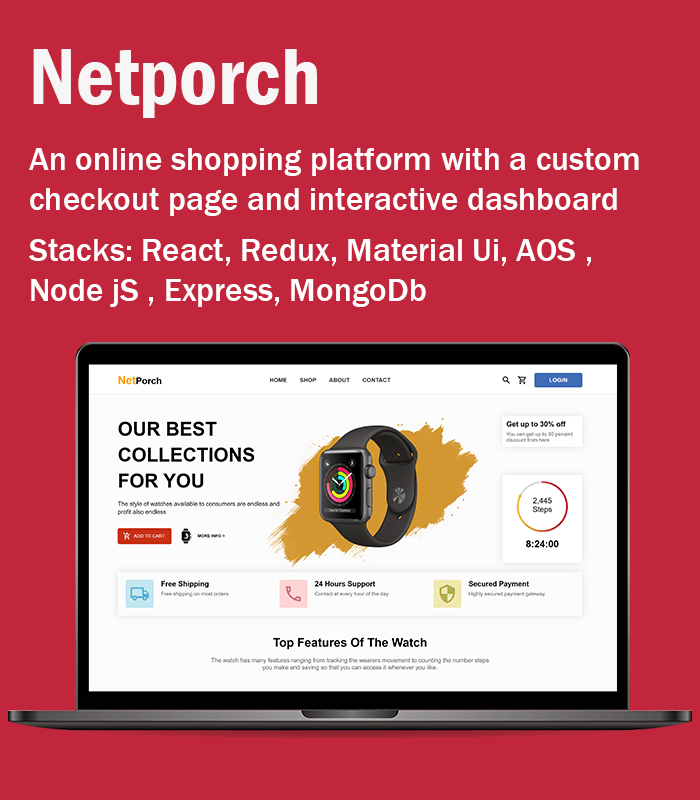 Netporch
An online shopping platform with a custom
checkout page and interactive dashboard
Stacks: React, Redux, Material Ui, AOS ,
Node jS , Express, MongoDb
NetPorch
HOME SHOP ABOUT CONTACT
LOGIN
OUR BEST
COLLECTIONS
FOR YOU
The style of watches available to consumers are endless and
profit also endless
ADD TO CART
MORE INFO >
Get up to 30% off
You can get up to 30 percent
discount from here
2,445
Steps
8:24:00
Free Shipping
Free shipping on most orders
24 Hours Support
Contact at every hour of the day
Secured Payment
Highly secured payment gateway
Top Features Of The Watch
The watch has many features ranging from tracking the wearers movement to counting the number steps
you make and saving so that you can access it whenever you like.